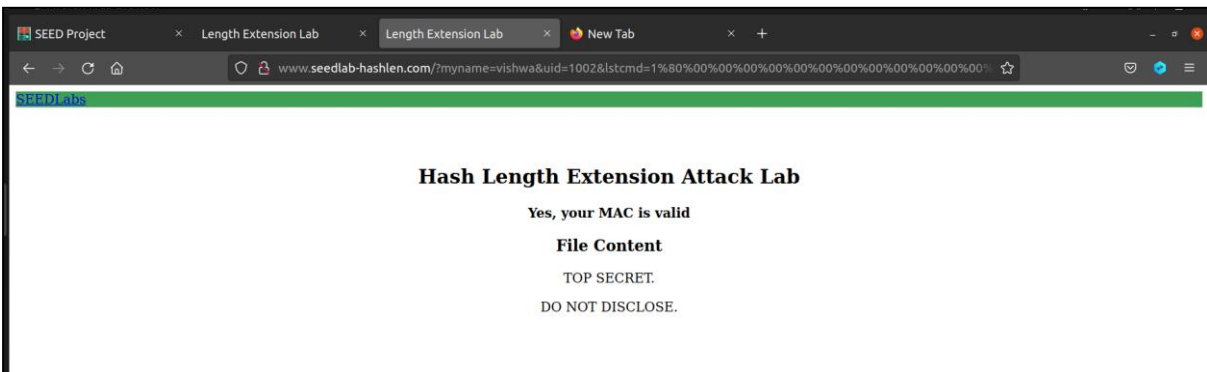 SEED Project × Length Extension Lab × Length Extension Lab × New Tab × +
www.seedlab-hashlen.com/?myname=vishwa&uid=1002&lstcmd=1%80%00%00%00%00%00%00%00%00%00%00%00%00%
SEEDLabs
Hash Length Extension Attack Lab
Yes, your MAC is valid
File Content
TOP SECRET.
DO NOT DISCLOSE.